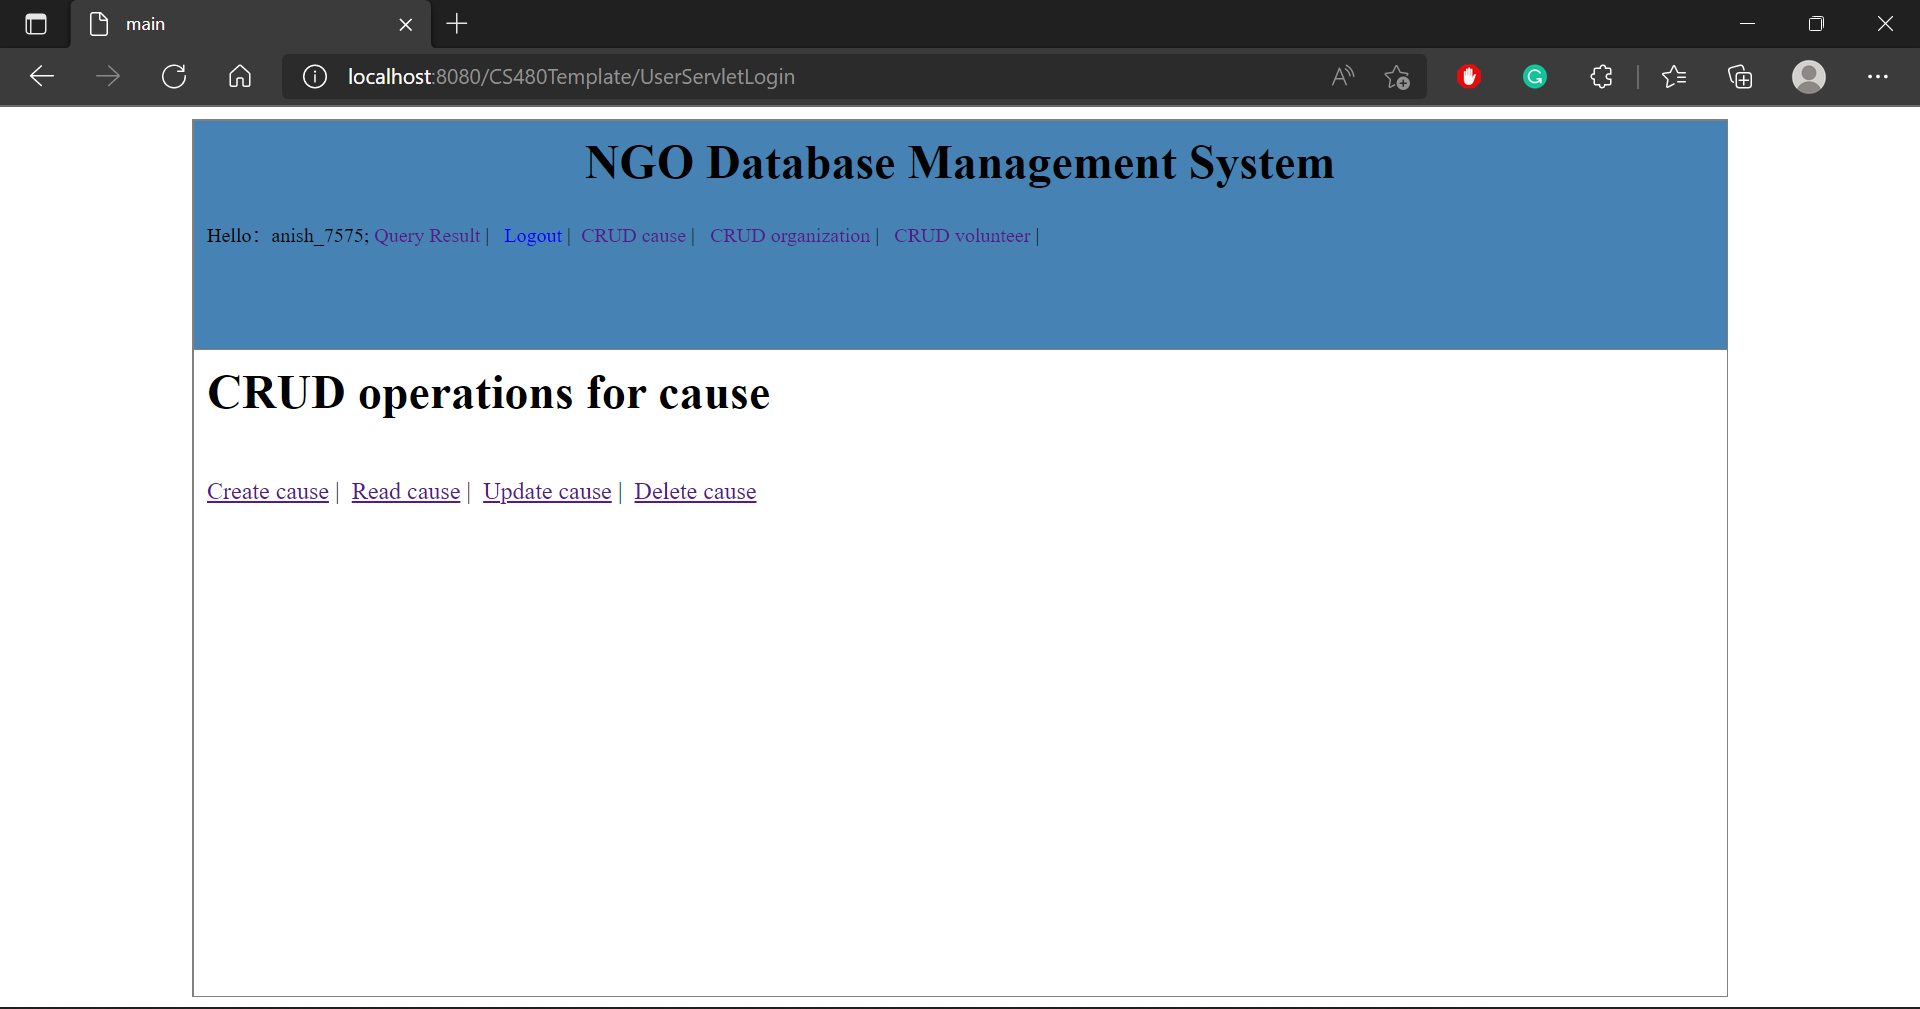 main
localhost:8080/CS480Template/UserServletLogin
NGO Database Management System
Hello: anish_7575; Query Result | Logout | CRUD cause | CRUD organization | CRUD volunteer |
CRUD operations for cause
Create cause | Read cause | Update cause | Delete cause